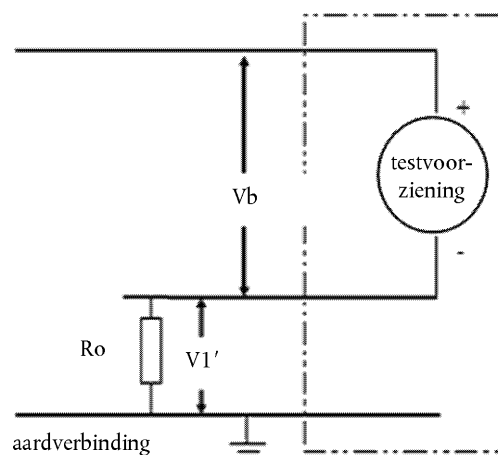 +
testvoor-
ziening
-
Vb
Ro
V1′
aardverbinding